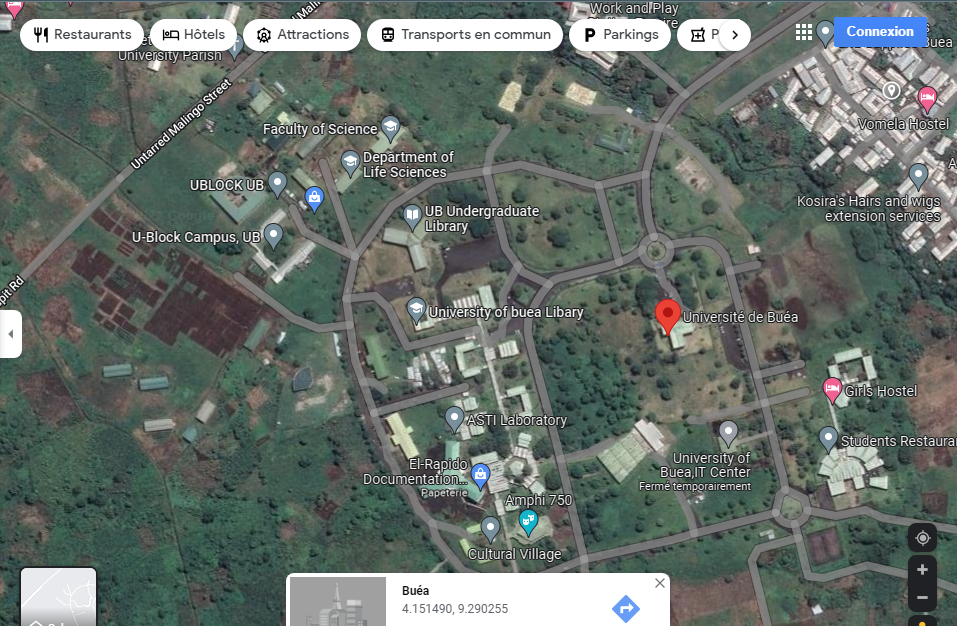 Work and Play
Restaurants
Hôtels
Attractions
Transports en commun
Parkings
P
Connexion
Buea
University Parish
Untarred Malingo Street
Faculty of Science
Department of
Life Sciences
UBLOCK UB
U-Block Campus, UB
UB Undergraduate
Library
Vomela Hostel
Kosira's Hairs and wigs
extension services
University of buea Libary
Université de Buéa
Girls Hostel
ASTI Laboratory
Students Restaura
El-Rapido
Documentation...
Papeterie
University of
Buea,IT Center
Fermé temporairement
Amphi 750
Cultural Village
Buéa
4.151490, 9.290255